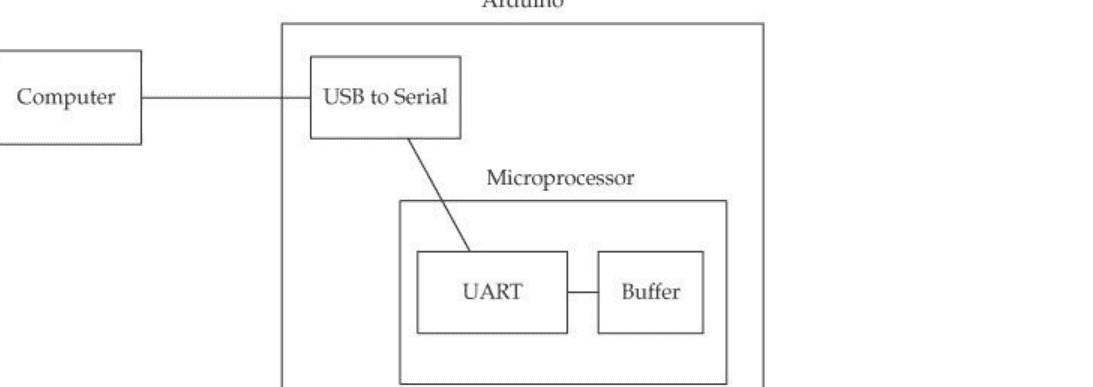 Arduino
Computer
USB to Serial
Microprocessor
UART
Buffer